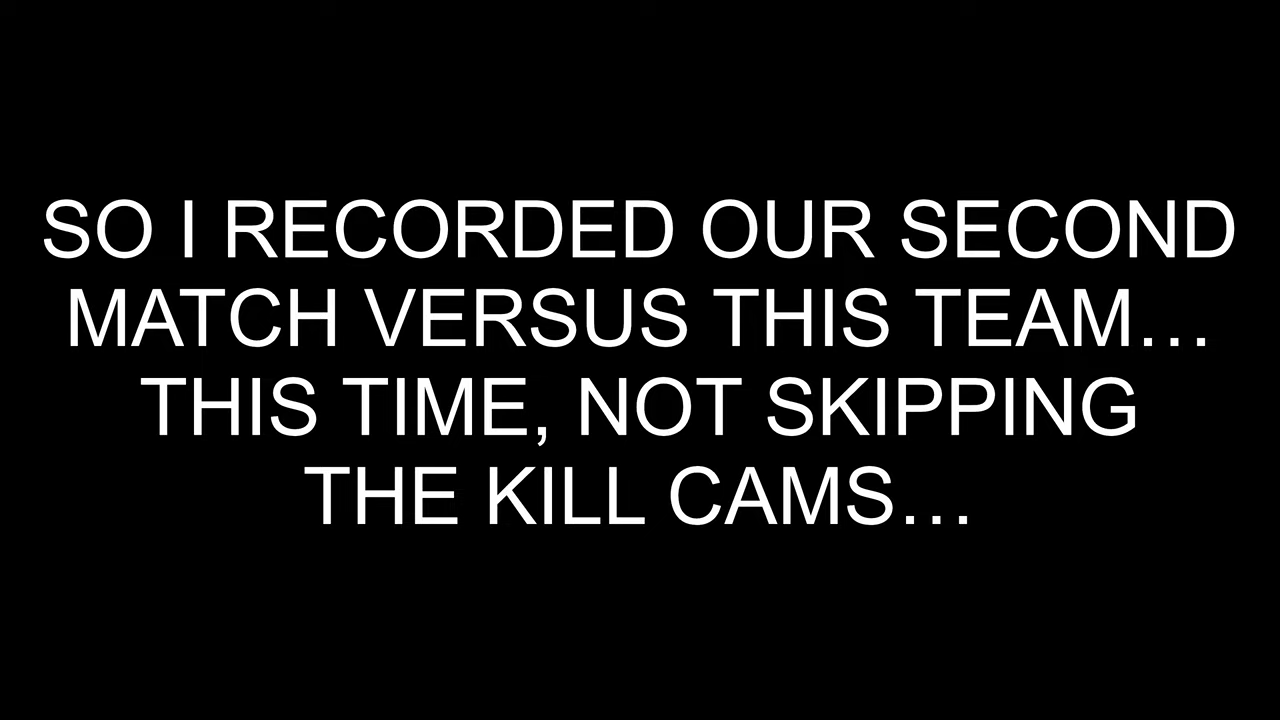 SO I RECORDED OUR SECOND
MATCH VERSUS THIS TEAM…
THIS TIME, NOT SKIPPING
THE KILL CAMS…